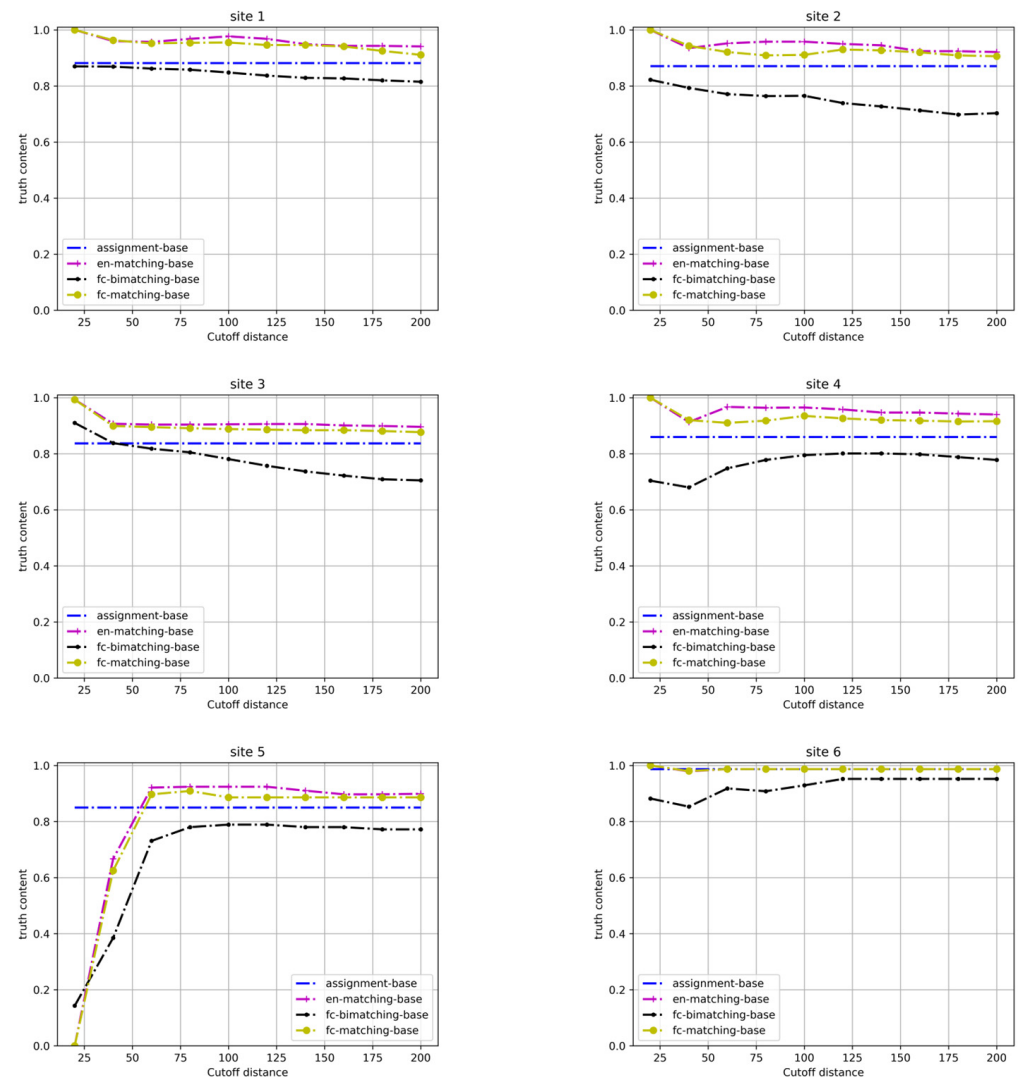 site 1
1.0
0.8
0.6
0.4
0.2
0.0
truth content
assignment-base
en-matching-base
fc-bimatching-base
fc-matching-base
25 50 75 100 125 150 175 200
Cutoff distance
site 2
1.0
0.8
0.6
0.4
0.2
0.0
truth content
assignment-base
en-matching-base
fc-bimatching-base
fc-matching-base
25 50 75 100 125 150 175 200
Cutoff distance
site 3
1.0
0.8
0.6
0.4
0.2
0.0
truth content
assignment-base
en-matching-base
fc-bimatching-base
fc-matching-base
25 50 75 100 125 150 175 200
Cutoff distance
site 4
1.0
0.8
0.6
0.4
0.2
0.0
truth content
assignment-base
en-matching-base
fc-bimatching-base
fc-matching-base
25 50 75 100 125 150 175 200
Cutoff distance
site 5
1.0
0.8
0.6
0.4
0.2
0.0
truth content
assignment-base
en-matching-base
fc-bimatching-base
fc-matching-base
25 50 75 100 125 150 175 200
Cutoff distance
site 6
1.0
0.8
0.6
0.4
0.2
0.0
truth content
assignment-base
en-matching-base
fc-bimatching-base
fc-matching-base
25 50 75 100 125 150 175 200
Cutoff distance